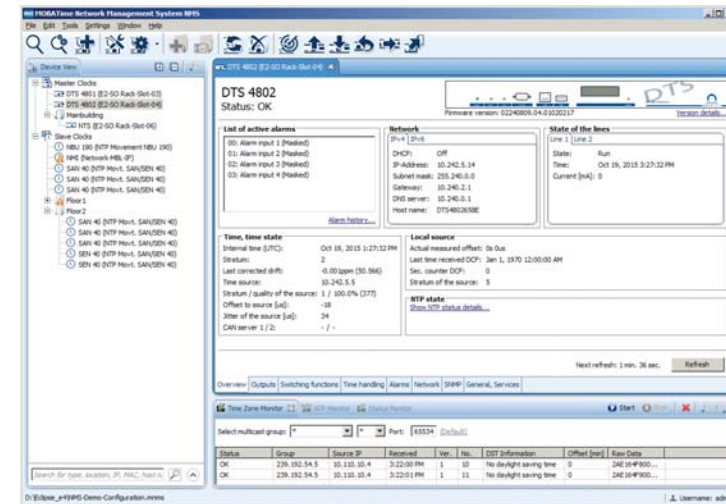 MOBATime Network Management System NMS
File Edit Tools Settings Window Help
Device View
Master Clocks
DTS 4801 (E2-SO Rack-Slot-03)
DTS 4802 (E2-SO Rack-Slot-04)
Mainbuilding
NTS (E2-SO Rack-Slot-06)
Slave Clocks
NBU 190 (NTP Movement NBU 190)
NMI (Network-MBL-IF)
SAN 40 (NTP Movt. SAN/SEN 40)
SAN 40 (NTP Movt. SAN/SEN 40)
SAN 40 (NTP Movt. SAN/SEN 40)
Floor1
Floor2
SAN 40 (NTP Movt. SAN/SEN 40)
SAN 40 (NTP Movt. SAN/SEN 40)
SAN 40 (NTP Movt. SAN/SEN 40)
SEN 40 (NTP Movt. SAN/SEN 40)
SEN 40 (NTP Movt. SAN/SEN 40)
Search for type, location, IP, MAC, host n
DTS 4802 (E2-SO Rack-Slot-04)
DTS 4802
Status: OK
DTS
Firmware version: 02240809.04.01020217
Version details...
List of active alarms
00: Alarm input 1 (Masked)
01: Alarm input 2 (Masked)
02: Alarm input 3 (Masked)
03: Alarm input 4 (Masked)
Alarm history...
Network
IPv4 IPv6
DHCP: Off
IP-Address: 10.242.5.14
Subnet mask: 255.240.0.0
Gateway: 10.240.2.1
DNS server: 10.240.0.1
Host name: DTS4802658E
State of the lines
Line 1 Line 2
State: Run
Time: Oct 19, 2015 3:27:32 PM
Current [mA]: 0
Time, time state
Internal time (UTC): Oct 19, 2015 1:27:32 PM
Stratum: 2
Last corrected drift: -0.001ppm (50.566)
Time source: 10.242.5.5
Stratum / quality of the source: 1 / 100.0% (377)
Offset to source [us]: -18
Jitter of the source [us]: 34
CAN server 1 / 2: - / -
Local source
Actual measured offset: 0s 0us
Last time received DCF: Jan 1, 1970 12:00:00 AM
Sec. counter DCF: 0
Stratum of the source: 5
NTP state
Show NTP status details...
Next refresh: 1 min. 36 sec.
Refresh
Overview Outputs Switching functions Time handling Alarms Network SNMP General, Services
Time Zone Monitor NTP Monitor Status Monitor
Start
Select multicast group: * * Port: 65534 (Default)
Status Group Source IP Received Ver. No. DST Information Offset [min] Raw Data
OK 239.192.54.5 10.110.10.4 3:22:00 PM 1 10 No daylight saving time 0 2AE164F800...
OK 239.192.54.5 10.110.10.4 3:22:01 PM 1 11 No daylight saving time 0 2AE164F900...
D:\Eclipse_e4\NMS-Demo-Configuration.mnms
Username: adm